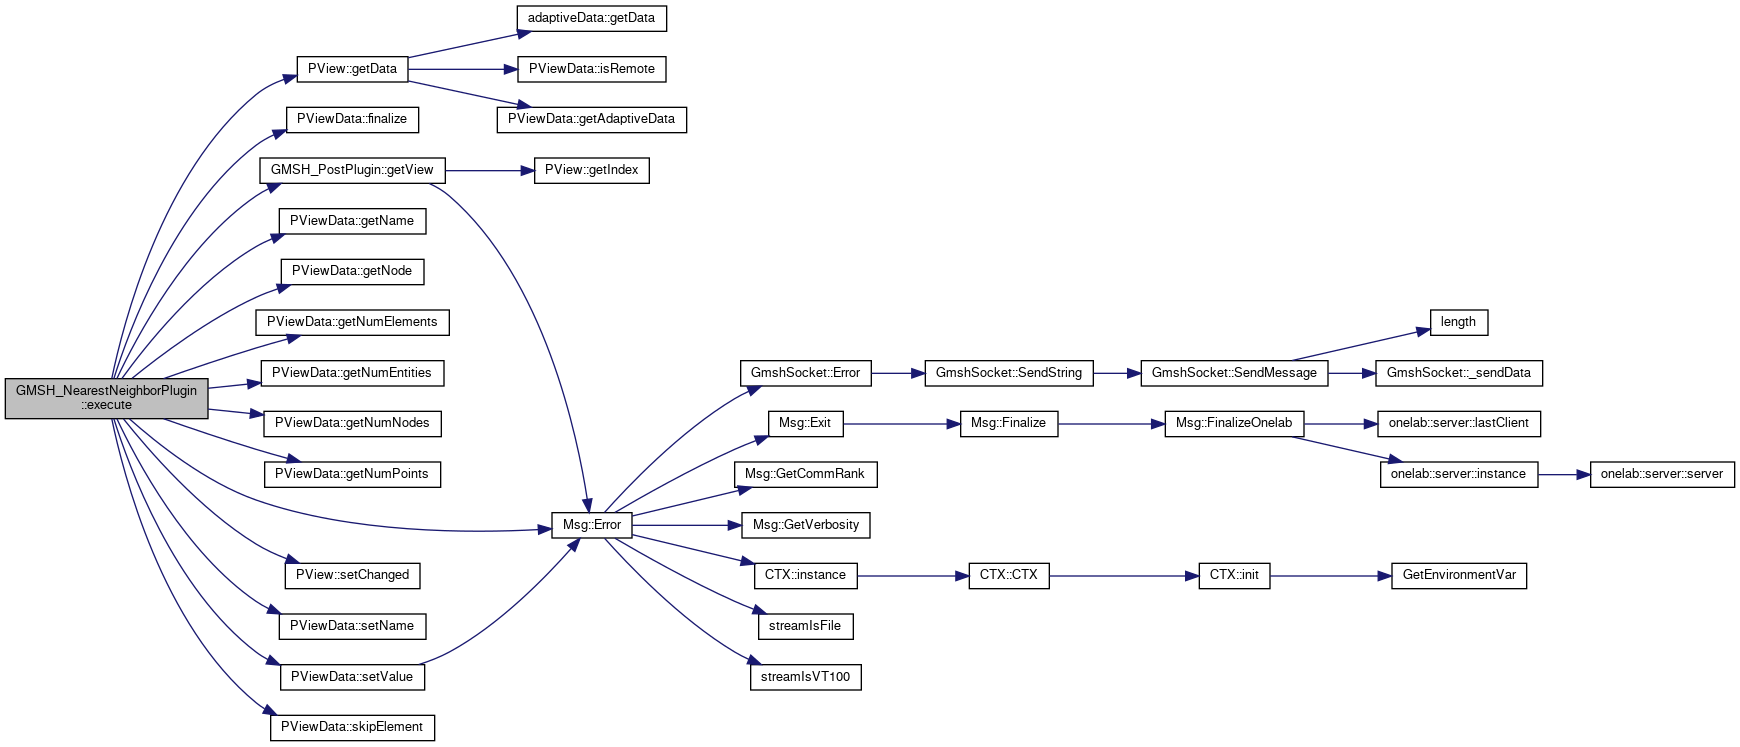 GMSH_NearestNeighborPlugin
::execute
PView::getData
PViewData::finalize
GMSH_PostPlugin::getView
PViewData::getName
PViewData::getNode
PViewData::getNumElements
PViewData::getNumEntities
PViewData::getNumNodes
PViewData::getNumPoints
PView::setChanged
PViewData::setName
PViewData::setValue
PViewData::skipElement
adaptiveData::getData
PViewData::isRemote
PViewData::getAdaptiveData
PView::getIndex
Msg::Error
GmshSocket::Error
Msg::Exit
Msg::GetCommRank
Msg::GetVerbosity
CTX::instance
streamIsFile
streamIsVT100
GmshSocket::SendString
Msg::Finalize
CTX::CTX
GmshSocket::SendMessage
Msg::FinalizeOnelab
CTX::init
length
GmshSocket::_sendData
onelab::server::lastClient
onelab::server::instance
GetEnvironmentVar
onelab::server::server